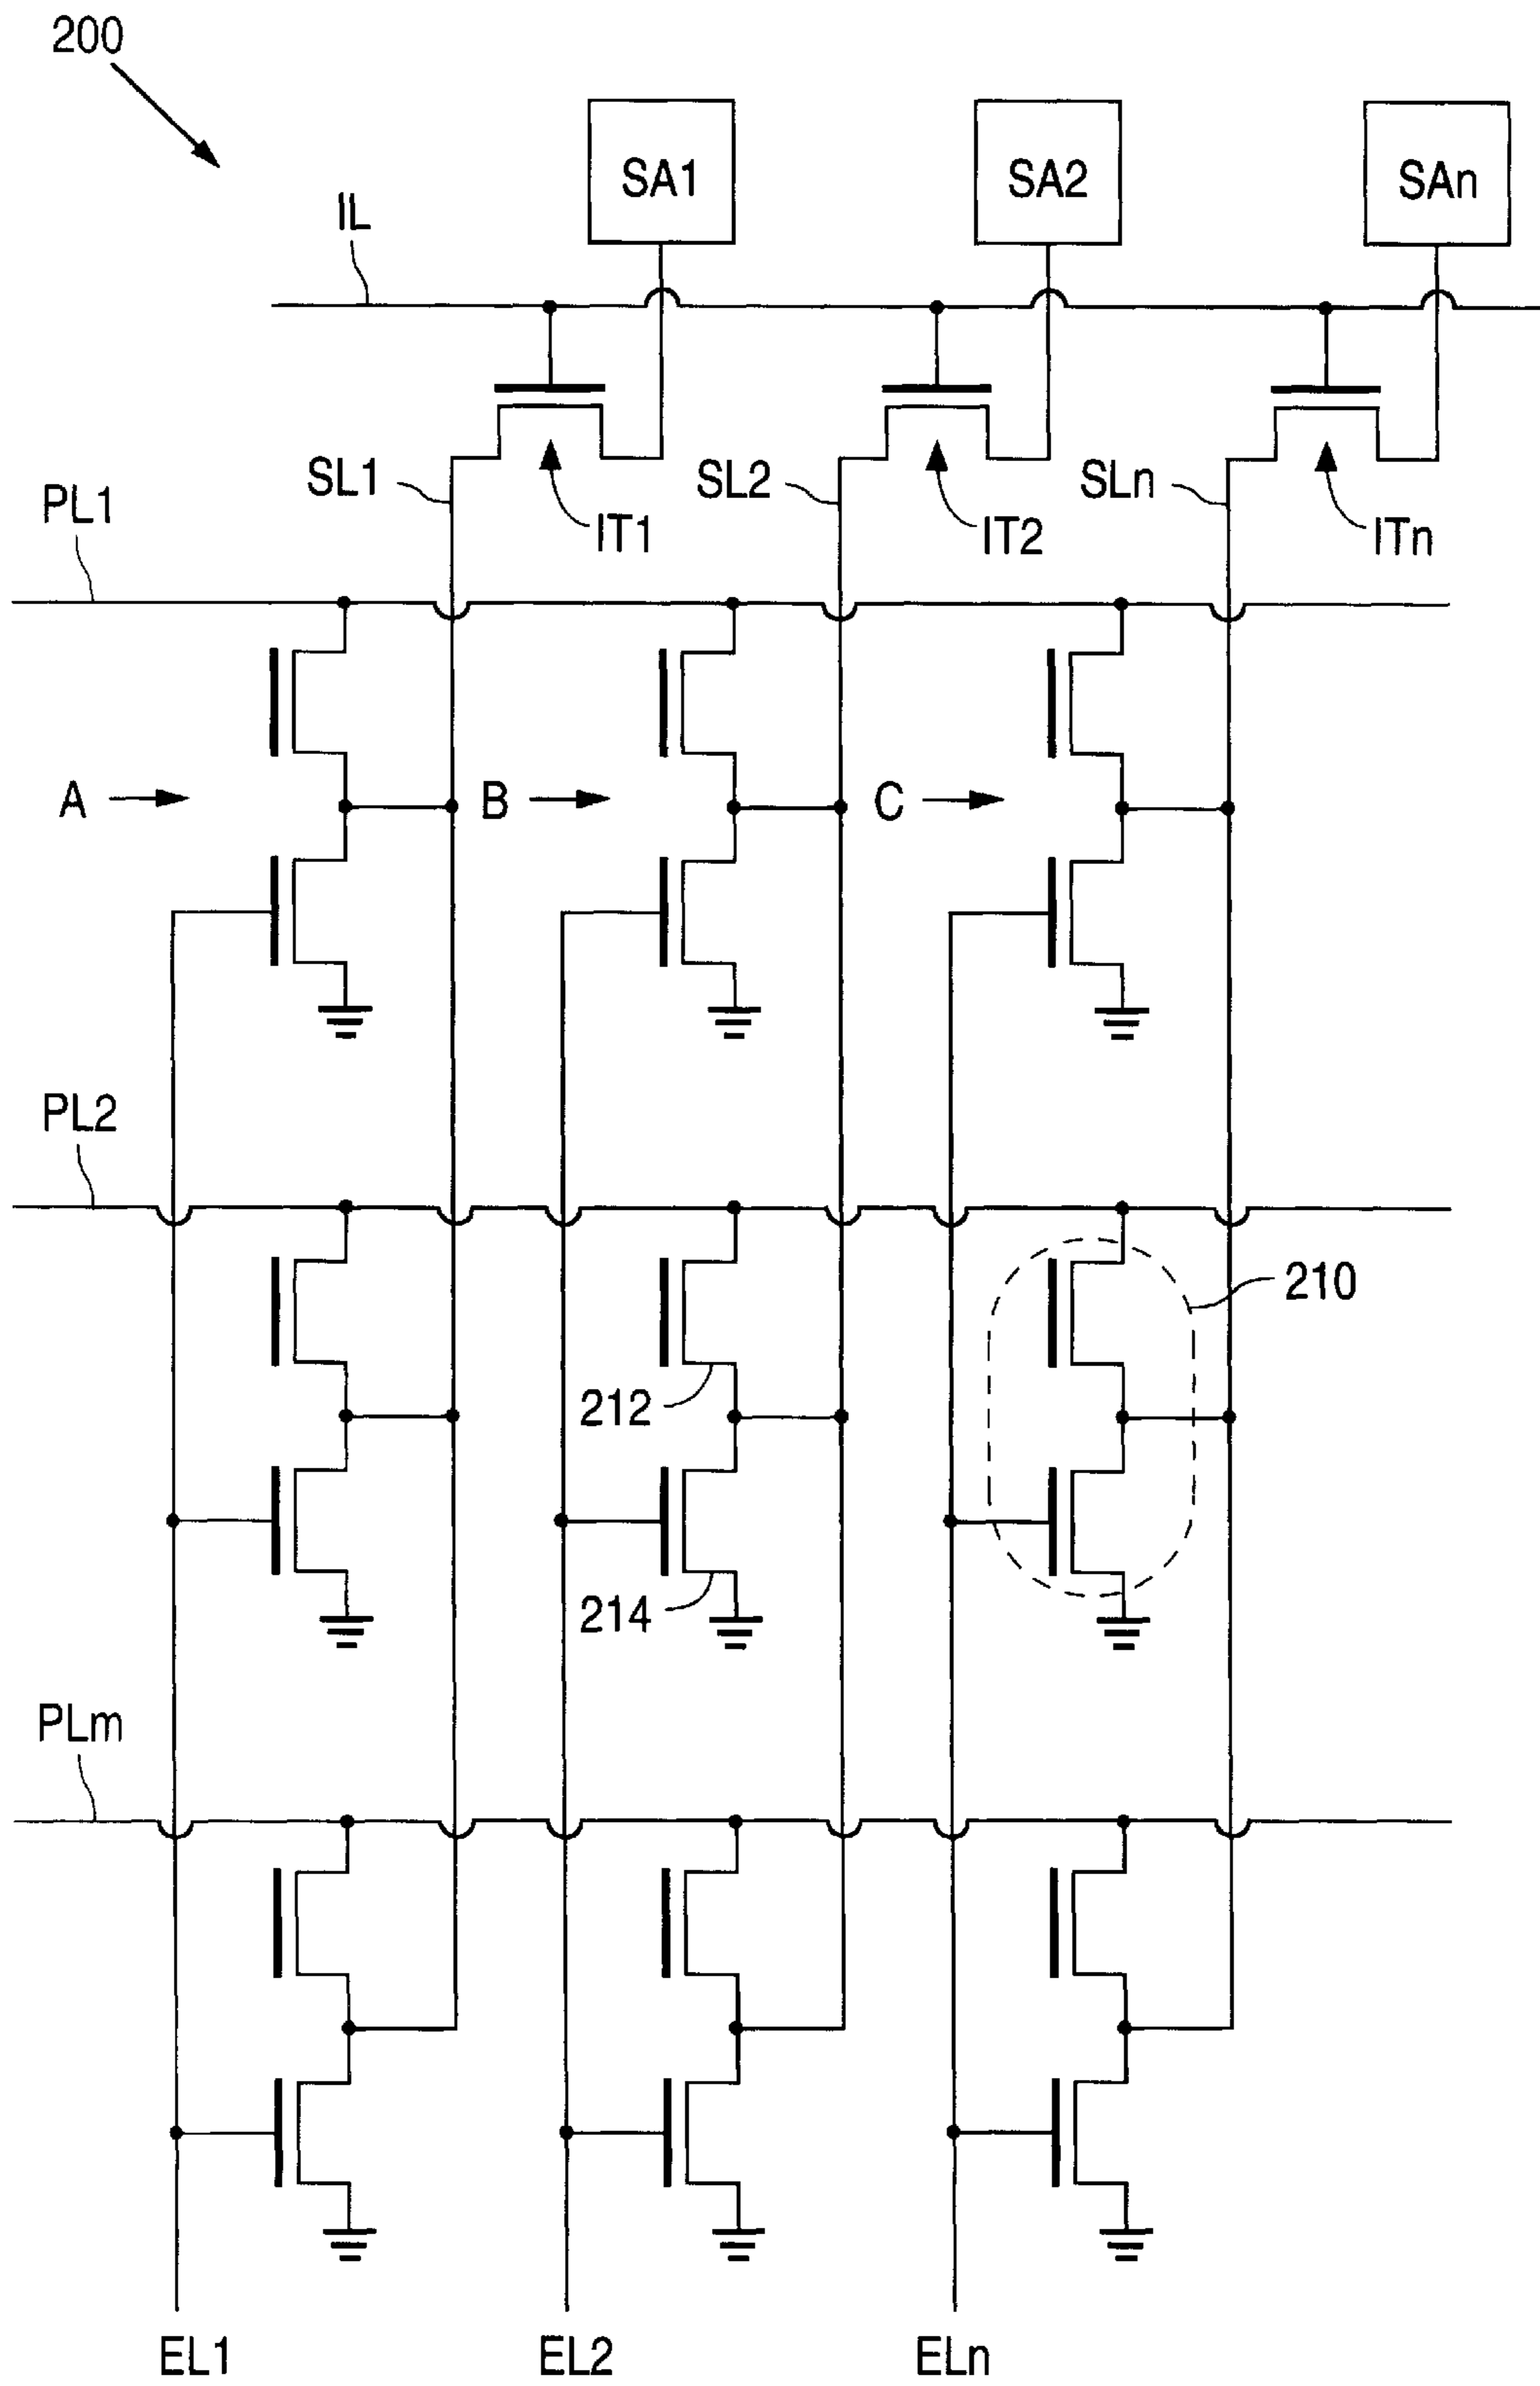 200
SA1 SA2 SAn
IL
SL1 SL2 SLn
PL1
IT1 IT2 ITn
A B C
PL2
210
212
214
PLm
EL1 EL2 ELn